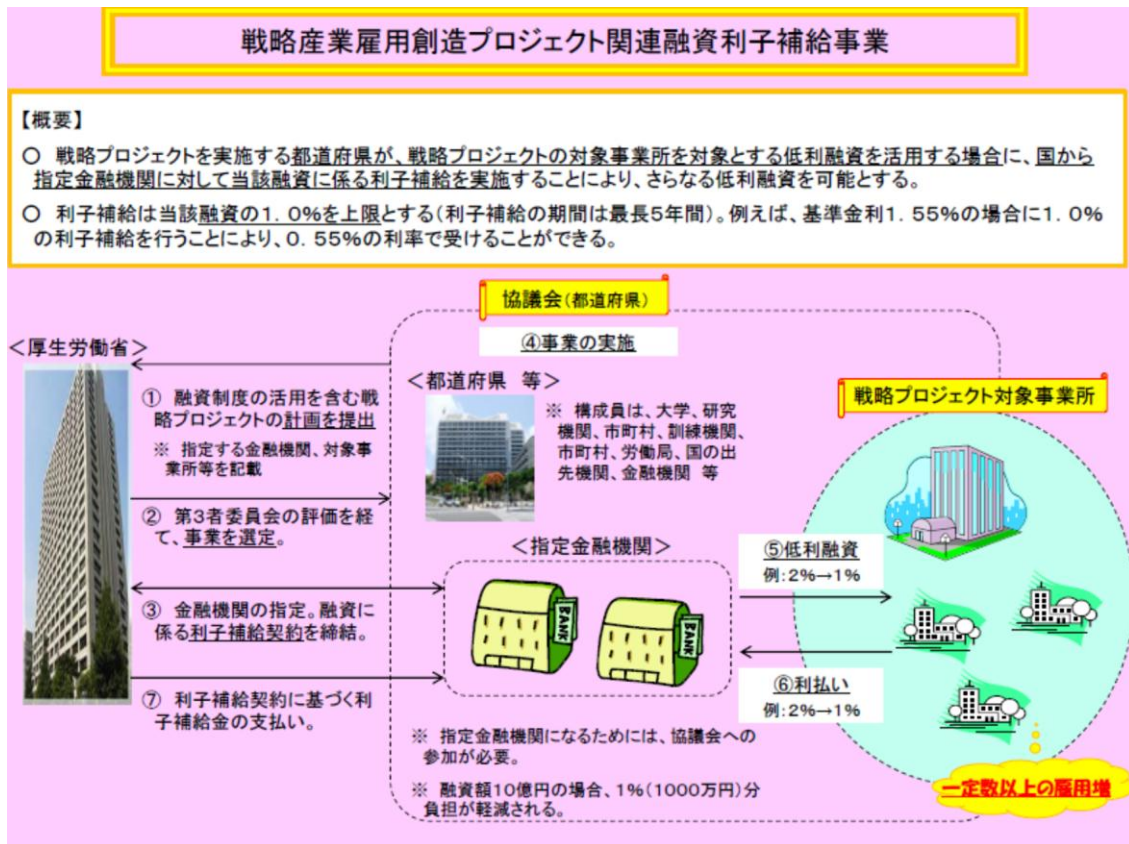 戦略産業雇用創造プロジェクト関連融資利子補給事業
【概要】
○ 戦略プロジェクトを実施する都道府県が、戦略プロジェクトの対象事業所を対象とする低利融資を活用する場合に、国から
指定金融機関に対して当該融資に係る利子補給を実施することにより、さらなる低利融資を可能とする。
○ 利子補給は当該融資の1.0%を上限とする(利子補給の期間は最長5年間)。例えば、基準金利1.55%の場合に1.0%
の利子補給を行うことにより、0.55%の利率で受けることができる。
協議会(都道府県)
④事業の実施
<厚生労働省>
① 融資制度の活用を含む戦
略プロジェクトの計画を提出
※ 指定する金融機関、対象事
業所等を記載
② 第3者委員会の評価を経
て、事業を選定。
③ 金融機関の指定。融資に
係る利子補給契約を締結。
⑦ 利子補給契約に基づく利
子補給金の支払い。
<都道府県 等>
※ 構成員は、大学、研究
機関、市町村、訓練機関、
市町村、労働局、国の出
先機関、金融機関 等
<指定金融機関>
BANK
BANK
※ 指定金融機関になるためには、協議会への
参加が必要。
※ 融資額10億円の場合、1%(1000万円)分
負担が軽減される。
⑤低利融資
例:2%→1%
⑥利払い
例:2%→1%
戦略プロジェクト対象事業所
一定数以上の雇用増